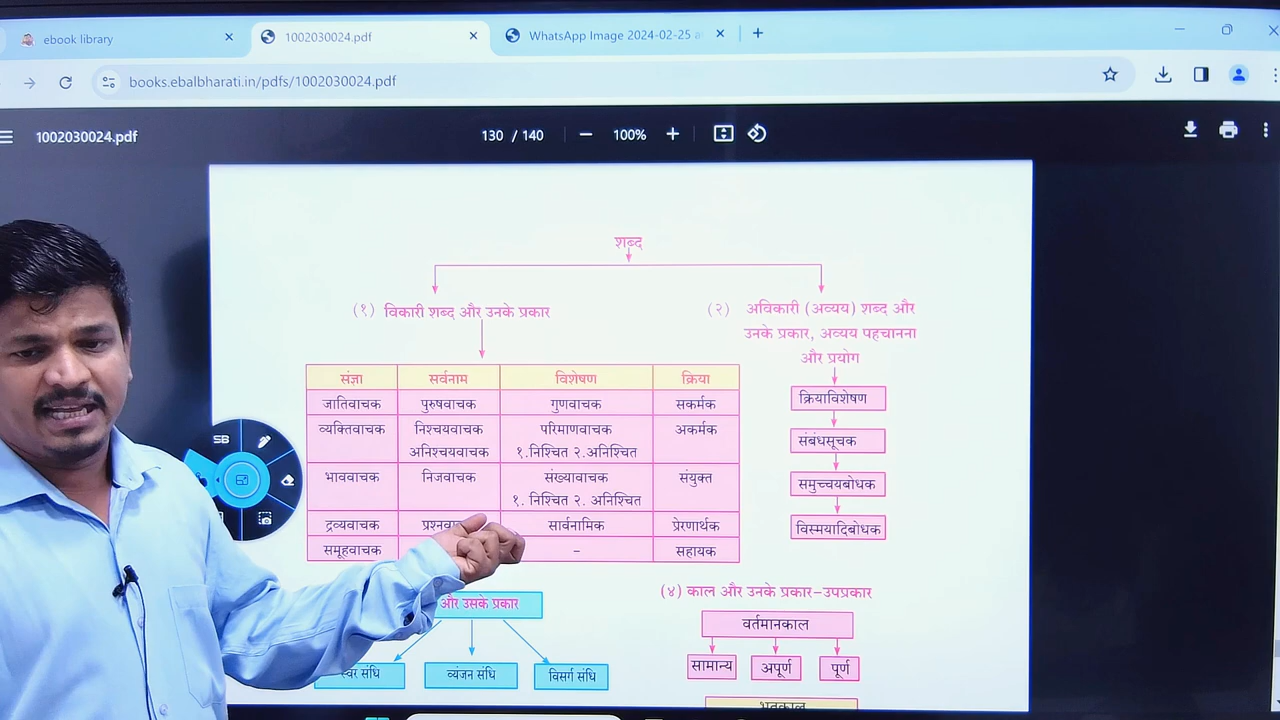 ebook library
1002030024.pdf
WhatsApp Image 2024-02-25
books.ebalbharati.in/pdfs/1002030024.pdf
1002030024.pdf
130 / 140
100%
शब्द
(१) विकारी शब्द और उनके प्रकार
(२) अविकारी (अव्यय) शब्द और
उनके प्रकार, अव्यय पहचानना
और प्रयोग
संज्ञा सर्वनाम विशेषण क्रिया
जातिवाचक पुरुषवाचक गुणवाचक सकर्मक
व्यक्तिवाचक निश्चयवाचक परिमाणवाचक अकर्मक
अनिश्चयवाचक १.निश्चित २.अनिश्चित
भाववाचक निजवाचक संख्यावाचक संयुक्त
१. निश्चित २. अनिश्चित
द्रव्यवाचक सार्वनामिक प्रेरणार्थक
समूहवाचक – सहायक
क्रियाविशेषण
संबंधसूचक
समुच्चयबोधक
विस्मयादिबोधक
SB
और उसके प्रकार
स्वर संधि व्यंजन संधि विसर्ग संधि
(४) काल और उनके प्रकार-उपप्रकार
वर्तमानकाल
सामान्य अपूर्ण पूर्ण
भूतकाल